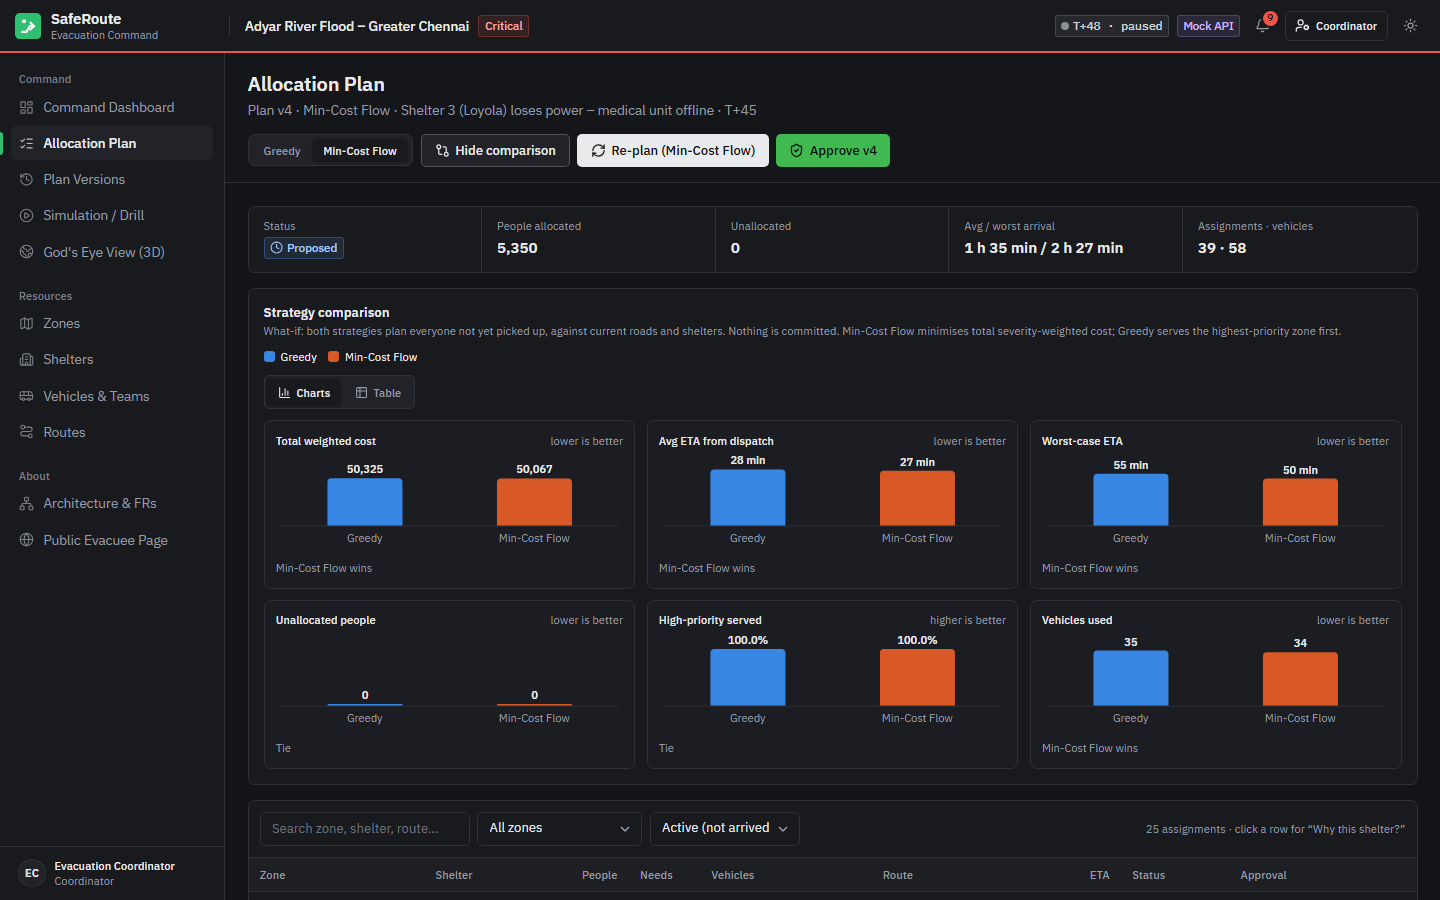 SafeRoute
Evacuation Command
Adyar River Flood – Greater Chennai
Critical
T+48 · paused
Mock API
9
Coordinator
Command
Command Dashboard
Allocation Plan
Plan Versions
Simulation / Drill
God's Eye View (3D)
Resources
Zones
Shelters
Vehicles & Teams
Routes
About
Architecture & FRs
Public Evacuee Page
EC
Evacuation Coordinator
Coordinator
Allocation Plan
Plan v4 · Min-Cost Flow · Shelter 3 (Loyola) loses power – medical unit offline · T+45
Greedy
Min-Cost Flow
Hide comparison
Re-plan (Min-Cost Flow)
Approve v4
Status
Proposed
People allocated
5,350
Unallocated
0
Avg / worst arrival
1 h 35 min / 2 h 27 min
Assignments · vehicles
39 · 58
Strategy comparison
What-if: both strategies plan everyone not yet picked up, against current roads and shelters. Nothing is committed. Min-Cost Flow minimises total severity-weighted cost; Greedy serves the highest-priority zone first.
Greedy
Min-Cost Flow
Charts
Table
Total weighted cost
lower is better
50,325
50,067
Greedy
Min-Cost Flow
Min-Cost Flow wins
Avg ETA from dispatch
lower is better
28 min
27 min
Greedy
Min-Cost Flow
Min-Cost Flow wins
Worst-case ETA
lower is better
55 min
50 min
Greedy
Min-Cost Flow
Min-Cost Flow wins
Unallocated people
lower is better
0
0
Greedy
Min-Cost Flow
Tie
High-priority served
higher is better
100.0%
100.0%
Greedy
Min-Cost Flow
Tie
Vehicles used
lower is better
35
34
Greedy
Min-Cost Flow
Min-Cost Flow wins
Search zone, shelter, route...
All zones
Active (not arrived
25 assignments · click a row for “Why this shelter?”
Zone
Shelter
People
Needs
Vehicles
Route
ETA
Status
Approval